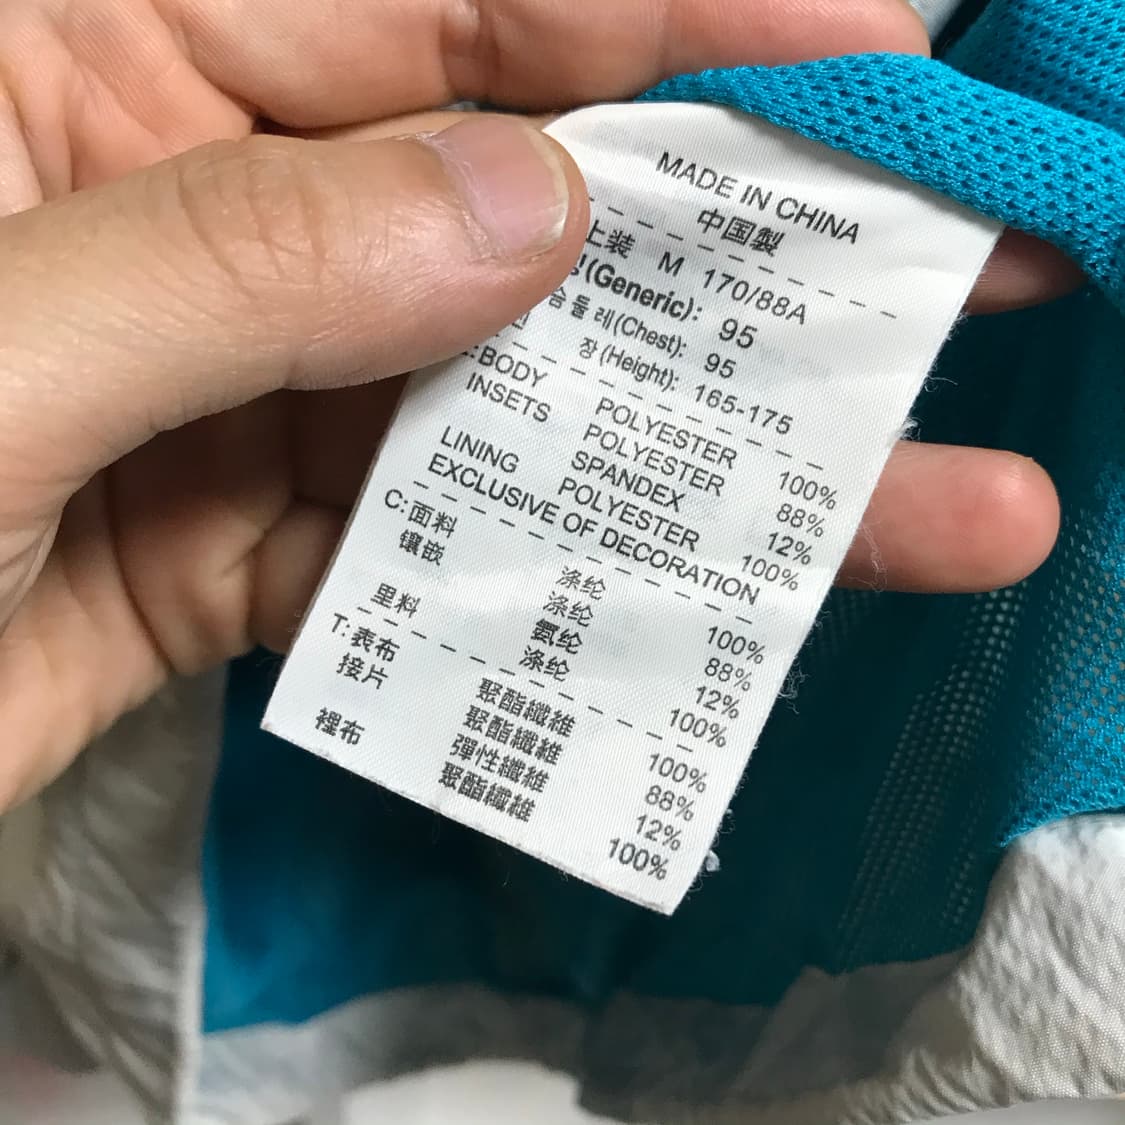 MADE IN CHINA
中国製
上装 M 170/88A
(Generic): 95
슴 둘 레(Chest): 95
장 (Height): 165-175
:BODY POLYESTER 100%
INSETS POLYESTER 88%
SPANDEX 12%
LINING POLYESTER 100%
EXCLUSIVE OF DECORATION
C:面料 涤纶 100%
镶嵌 涤纶 88%
氨纶 12%
里料 涤纶 100%
T:表布 聚酯纖維 100%
接片 聚酯纖維 88%
彈性纖維 12%
裡布 聚酯纖維 100%